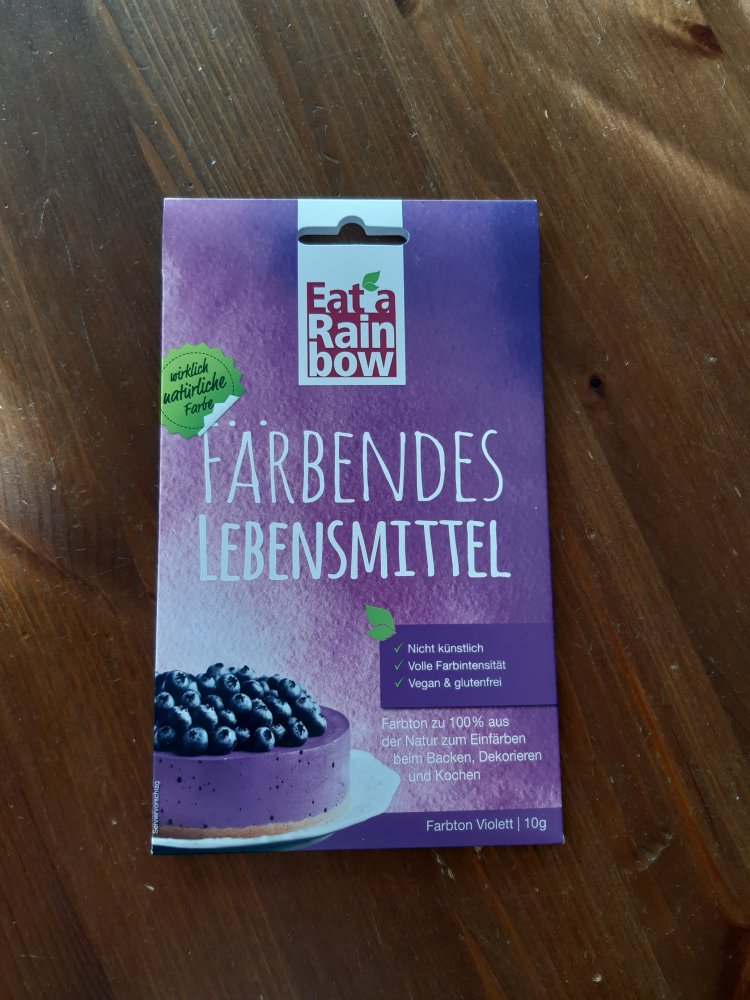 Eat a
Rain
bow
wirklich
natürliche
Farbe
FÄRBENDES
LEBENSMITTEL
✓ Nicht künstlich
✓ Volle Farbintensität
✓ Vegan & glutenfrei
Farbton zu 100% aus
der Natur zum Einfärben
beim Backen, Dekorieren
und Kochen
Serviervorschlag
Farbton Violett | 10g